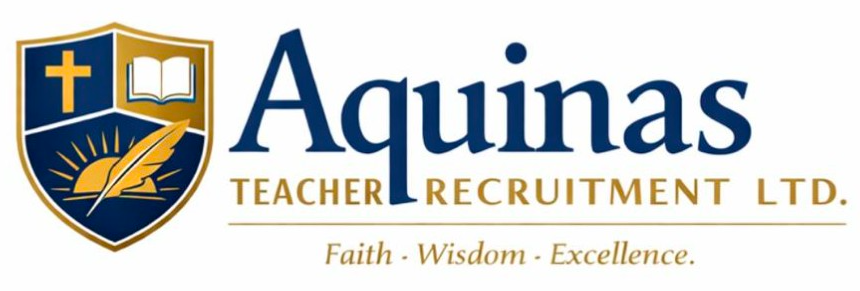 Aquinas
TEACHER RECRUITMENT LTD.
Faith - Wisdom - Excellence.